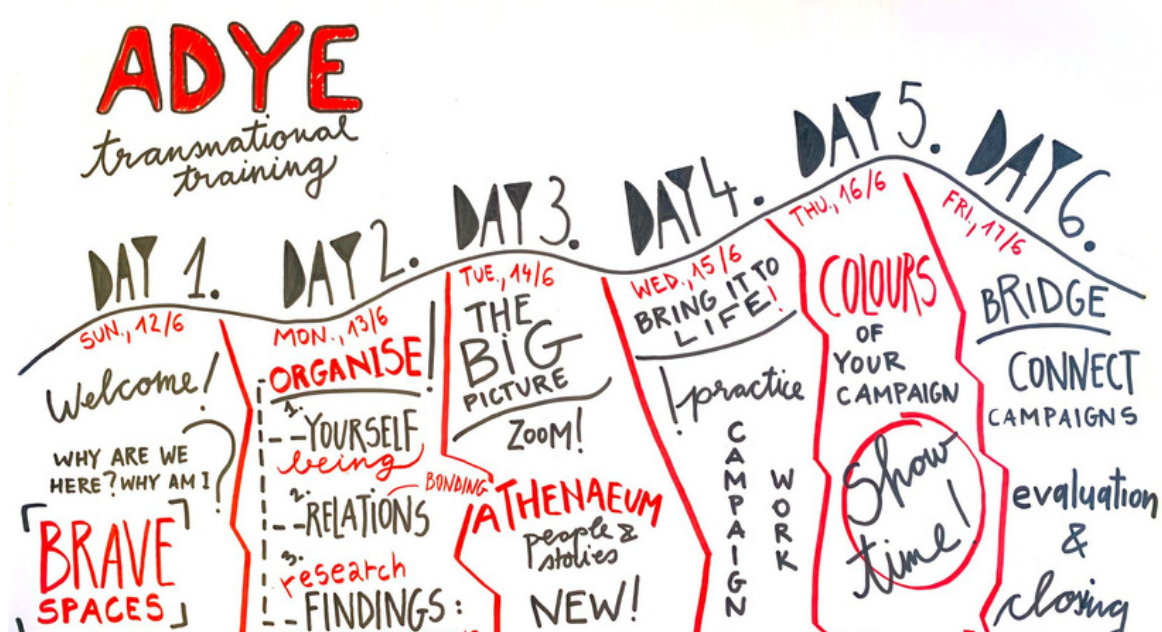 ADYE
transnational
training
DAY 1.
SUN., 12/6
Welcome!
WHY ARE WE
HERE? WHY AM I?
BRAVE
SPACES
DAY 2.
MON., 13/6
ORGANISE!
1.
--YOURSELF
being
BONDING
2.
--RELATIONS
3.
research
--FINDINGS:
DAY 3.
TUE., 14/6
THE
BIG
PICTURE
ZOOM!
ATHENAEUM
people &
stories
NEW!
DAY 4.
WED., 15/6
BRING IT TO
LIFE!
! practice
CAMPAIGN
WORK
DAY 5.
THU., 16/6
COLOURS
OF
YOUR
CAMPAIGN
Show
time!
DAY 6.
FRI., 17/6
BRIDGE
CONNECT
CAMPAIGNS
evaluation
&
closing